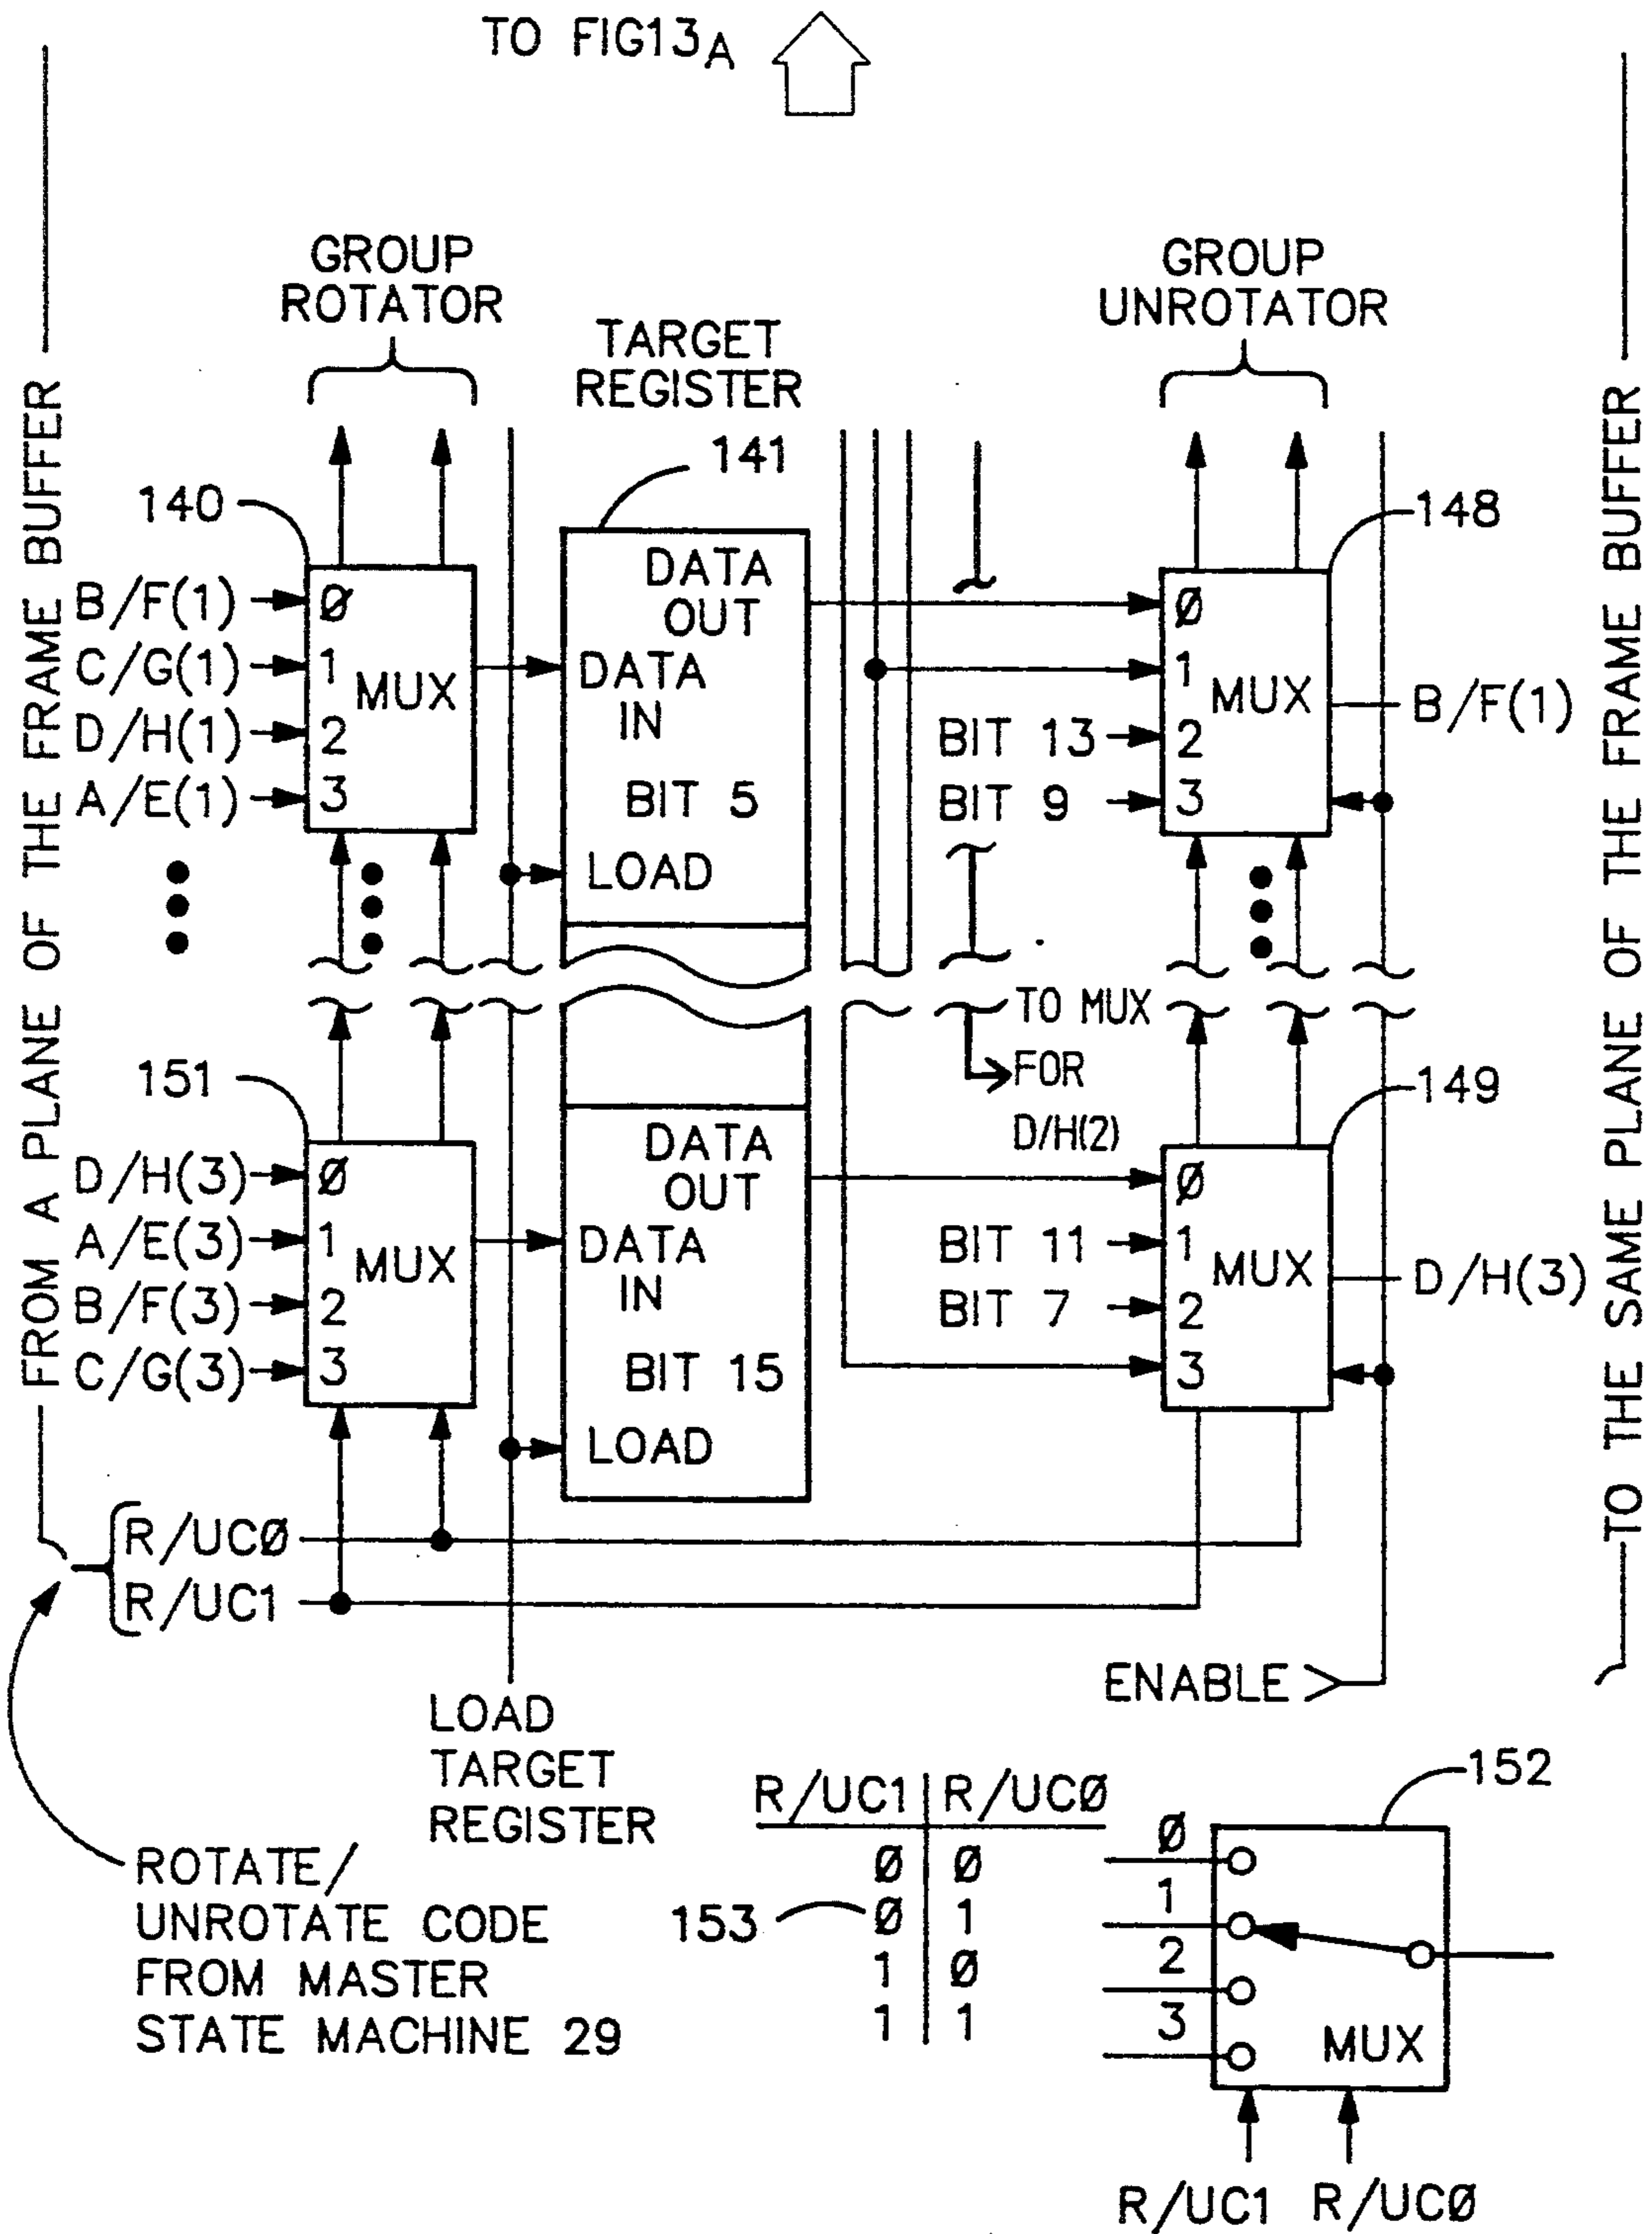 TO FIG13A
GROUP
ROTATOR
GROUP
UNROTATOR
TARGET
REGISTER
FROM A PLANE OF THE FRAME BUFFER
TO THE SAME PLANE OF THE FRAME BUFFER
140
141
148
B/F(1)
C/G(1)
D/H(1)
A/E(1)
Ø
1
2
3
MUX
DATA
OUT
DATA
IN
BIT 5
LOAD
BIT 13
BIT 9
Ø
1
2
3
MUX
B/F(1)
TO MUX
FOR
D/H(2)
151
149
D/H(3)
A/E(3)
B/F(3)
C/G(3)
Ø
1
2
3
MUX
DATA
OUT
DATA
IN
BIT 15
LOAD
BIT 11
BIT 7
Ø
1
2
3
MUX
D/H(3)
R/UCØ
R/UC1
ENABLE
LOAD
TARGET
REGISTER
ROTATE/
UNROTATE CODE
FROM MASTER
STATE MACHINE 29
R/UC1 R/UCØ
Ø Ø
153 Ø 1
1 Ø
1 1
152
Ø
1
2
3
MUX
R/UC1 R/UCØ